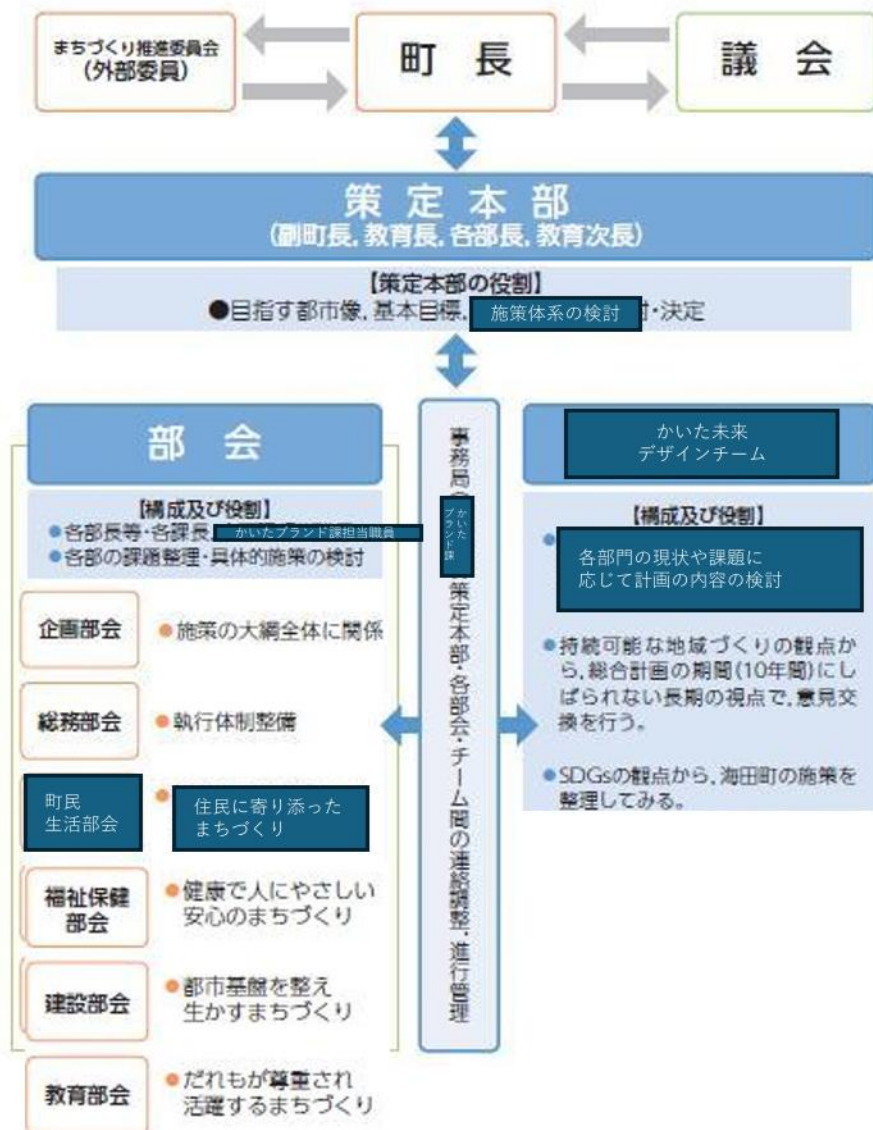 まちづくり推進委員会
(外部委員)
町 長
議 会
策 定 本 部
(副町長,教育長,各部長,教育次長)
【策定本部の役割】
●目指す都市像,基本目標,施策体系の検討 ・決定
部 会
【構成及び役割】
●各部長等・各課長,かいたブランド課担当職員
●各部の課題整理・具体的施策の検討
企画部会
●施策の大綱全体に関係
総務部会
●執行体制整備
町民
生活部会
●住民に寄り添った
まちづくり
福祉保健
部会
●健康で人にやさしい
安心のまちづくり
建設部会
●都市基盤を整え
生かすまちづくり
教育部会
●だれもが尊重され
活躍するまちづくり
事務局(かいた
ブランド課
策定本部・各部会・チーム間の連絡調整,進行管理
かいた未来
デザインチーム
【構成及び役割】
●各部門の現状や課題に
応じて計画の内容の検討
●持続可能な地域づくりの観点か
ら,総合計画の期間(10年間)にし
ばられない長期の視点で,意見交
換を行う。
●SDGsの観点から,海田町の施策を
整理してみる。